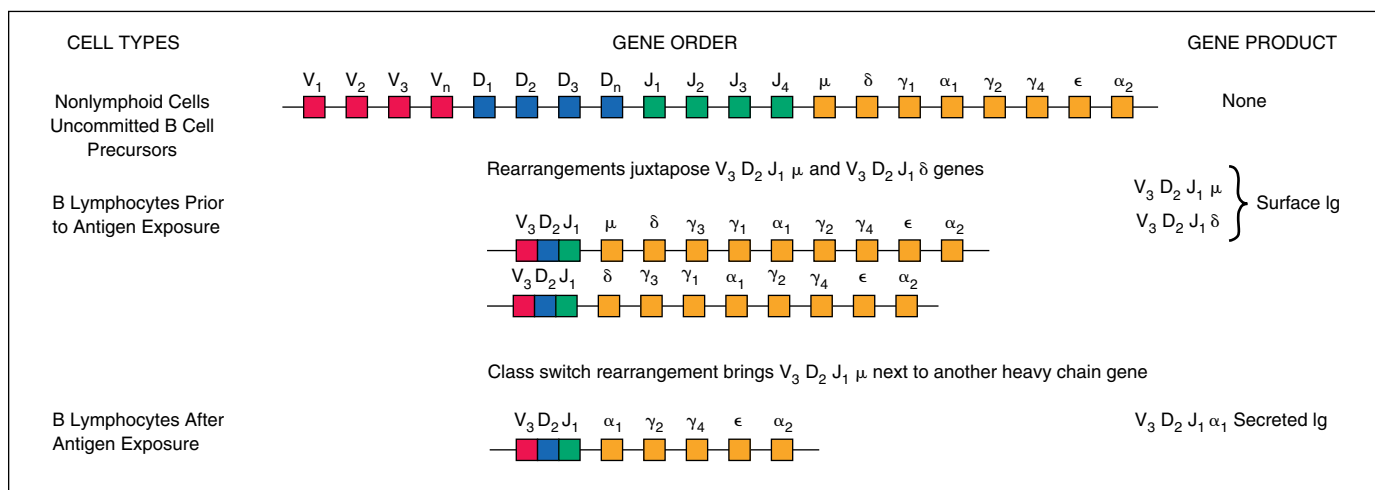 CELL TYPES GENE ORDER GENE PRODUCT
V₁ V₂ V₃ Vₙ D₁ D₂ D₃ Dₙ J₁ J₂ J₃ J₄ μ δ γ₁ α₁ γ₂ γ₄ ϵ α₂
Nonlymphoid Cells
Uncommitted B Cell
Precursors
None
Rearrangements juxtapose V₃ D₂ J₁ μ and V₃ D₂ J₁ δ genes
B Lymphocytes Prior
to Antigen Exposure
V₃ D₂ J₁ μ
V₃ D₂ J₁ δ
Surface Ig
V₃ D₂ J₁ μ δ γ₃ γ₁ α₁ γ₂ γ₄ ϵ α₂
V₃ D₂ J₁ δ γ₃ γ₁ α₁ γ₂ γ₄ ϵ α₂
Class switch rearrangement brings V₃ D₂ J₁ μ next to another heavy chain gene
B Lymphocytes After
Antigen Exposure
V₃ D₂ J₁ α₁ γ₂ γ₄ ϵ α₂
V₃ D₂ J₁ α₁ Secreted Ig